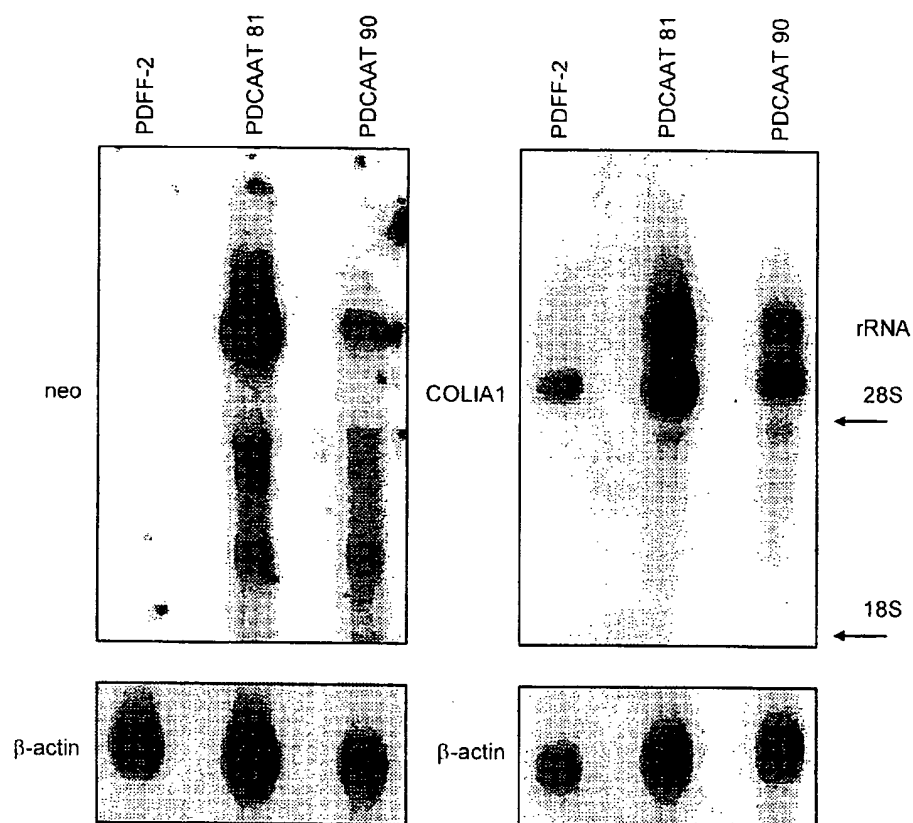 PDFF-2
PDCAAT 81
PDCAAT 90
PDFF-2
PDCAAT 81
PDCAAT 90
neo
COLIA1
rRNA
28S
18S
β-actin
β-actin